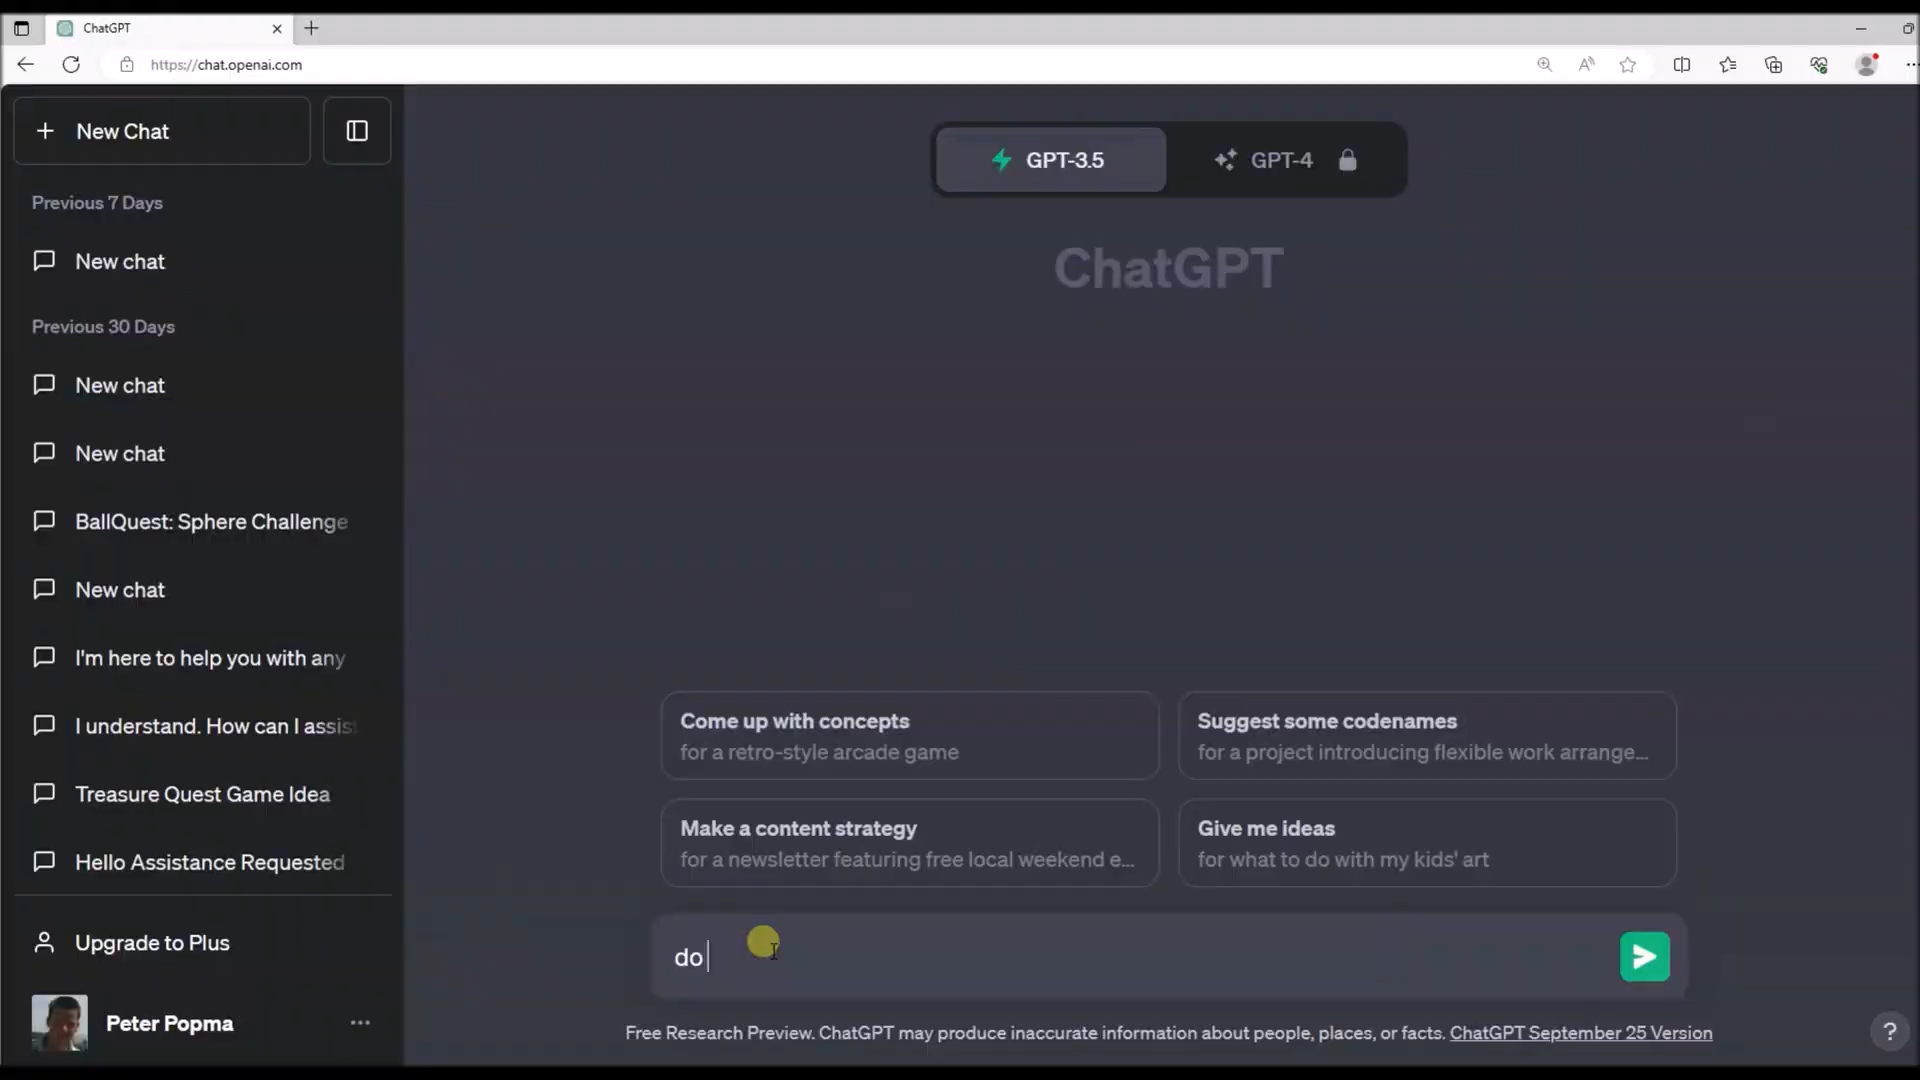 ChatGPT
https://chat.openai.com
New Chat
Previous 7 Days
New chat
Previous 30 Days
New chat
New chat
BallQuest: Sphere Challenge
New chat
I'm here to help you with any
I understand. How can I assis
Treasure Quest Game Idea
Hello Assistance Requested
Upgrade to Plus
Peter Popma
GPT-3.5
GPT-4
ChatGPT
Come up with concepts
for a retro-style arcade game
Suggest some codenames
for a project introducing flexible work arrange...
Make a content strategy
for a newsletter featuring free local weekend e...
Give me ideas
for what to do with my kids' art
do
Free Research Preview. ChatGPT may produce inaccurate information about people, places, or facts. ChatGPT September 25 Version
?